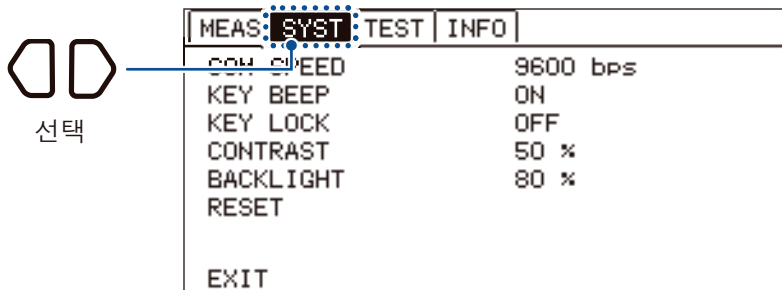 MEAS SYST TEST INFO
COM SPEED 9600 bps
KEY BEEP ON
선택
KEY LOCK OFF
CONTRAST 50 %
BACKLIGHT 80 %
RESET
EXIT